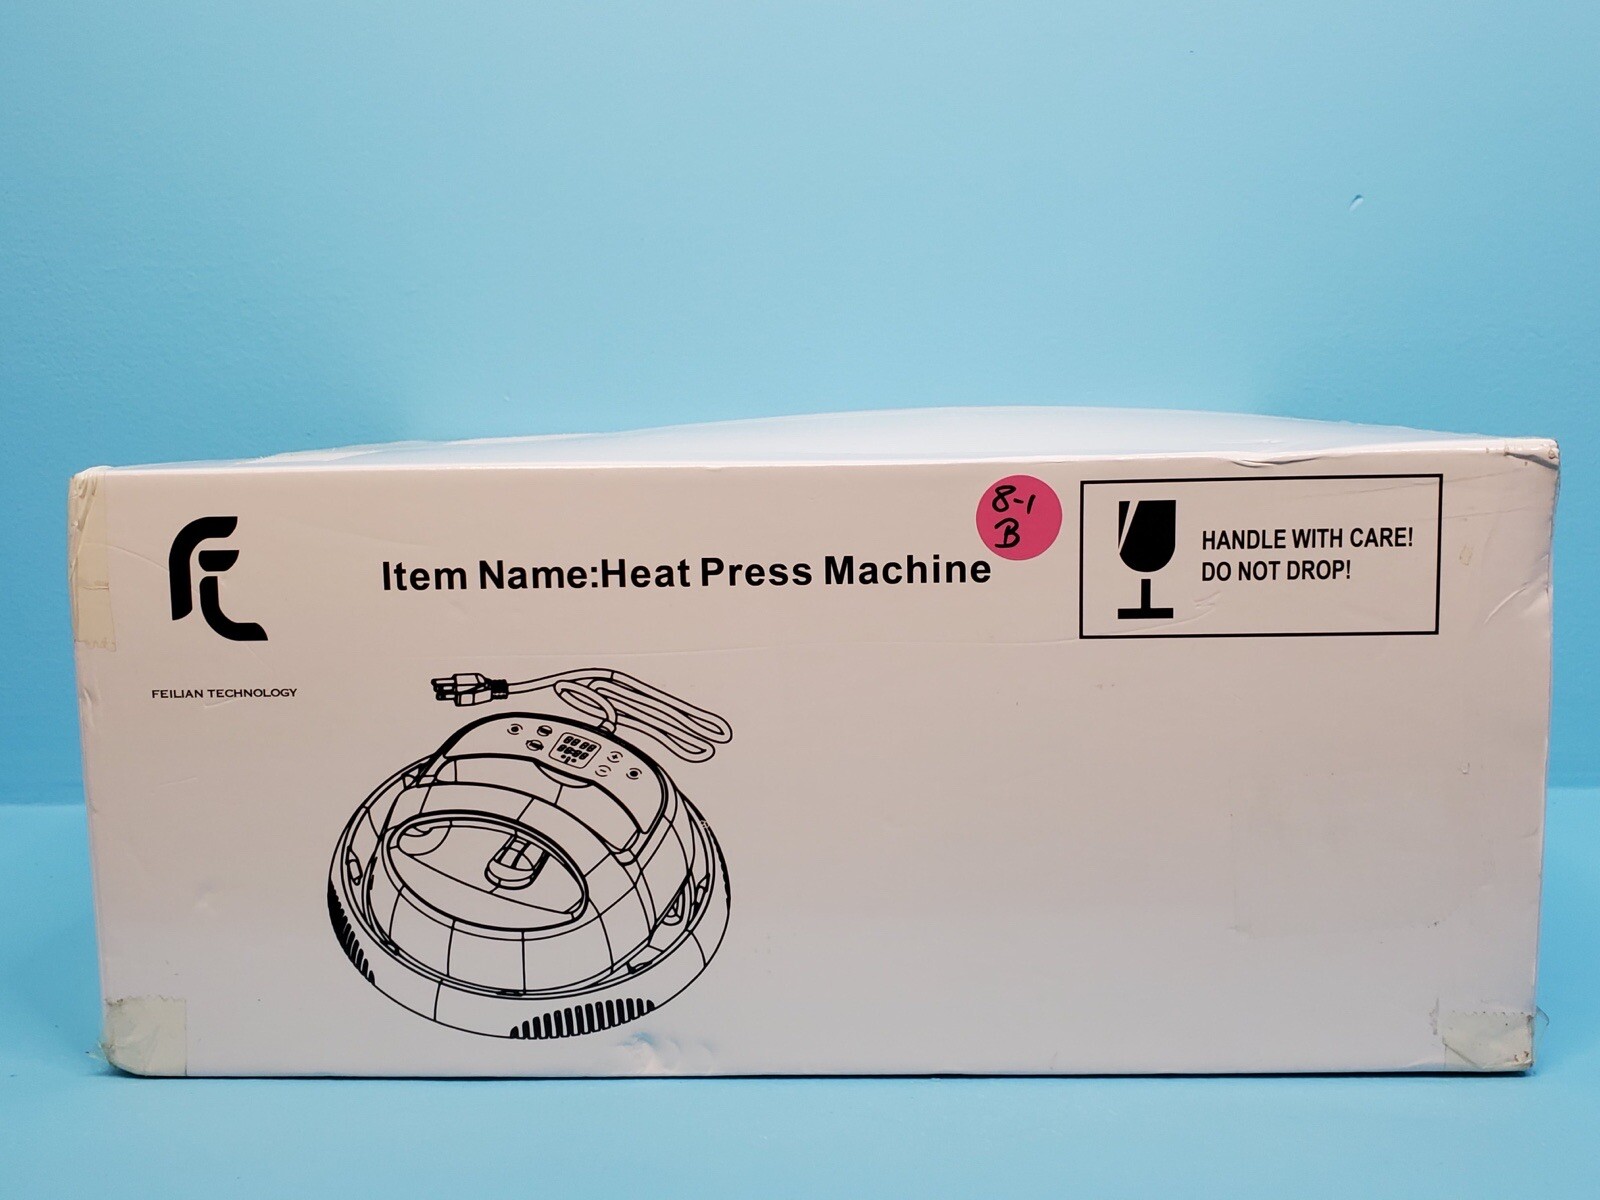 FL
FEILIAN TECHNOLOGY
Item Name:Heat Press Machine
8-1
B
HANDLE WITH CARE!
DO NOT DROP!